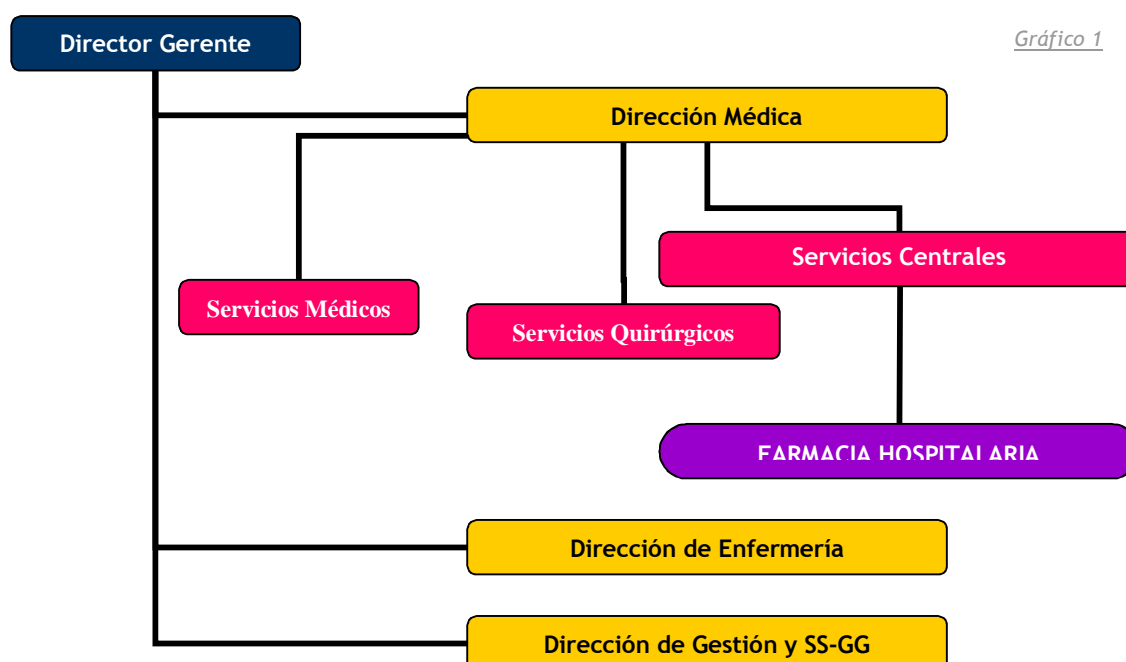 Director Gerente
Gráfico 1
Dirección Médica
Servicios Centrales
Servicios Médicos
Servicios Quirúrgicos
FARMACIA HOSPITALARIA
Dirección de Enfermería
Dirección de Gestión y SS-GG